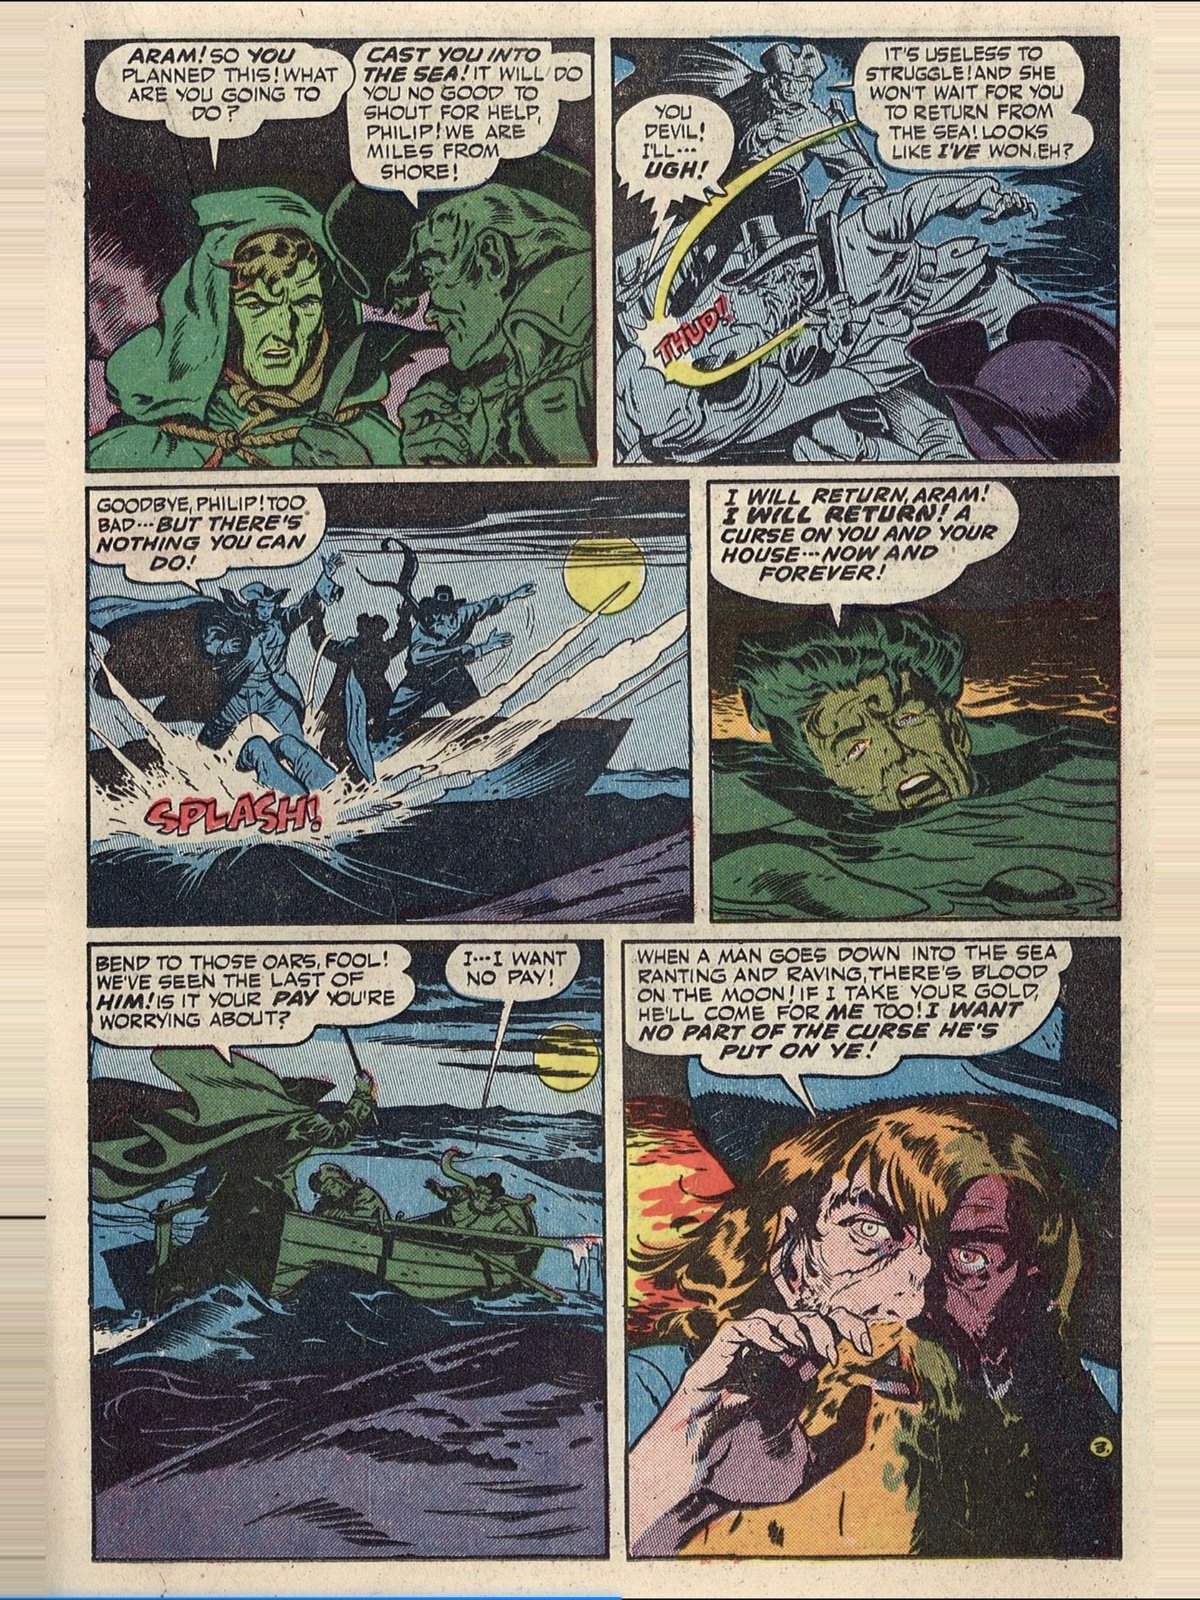 ARAM! SO YOU
PLANNED THIS! WHAT
ARE YOU GOING TO
DO?
CAST YOU INTO
THE SEA! IT WILL DO
YOU NO GOOD TO
SHOUT FOR HELP,
PHILIP! WE ARE
MILES FROM
SHORE!
YOU
DEVIL!
I'LL---
UGH!
THUD!
IT'S USELESS TO
STRUGGLE! AND SHE
WON'T WAIT FOR YOU
TO RETURN FROM
THE SEA! LOOKS
LIKE I'VE WON, EH?
GOODBYE, PHILIP! TOO
BAD--- BUT THERE'S
NOTHING YOU CAN
DO!
SPLASH!
I WILL RETURN, ARAM!
I WILL RETURN! A
CURSE ON YOU AND YOUR
HOUSE--- NOW AND
FOREVER!
BEND TO THOSE OARS, FOOL!
WE'VE SEEN THE LAST OF
HIM! IS IT YOUR PAY YOU'RE
WORRYING ABOUT?
I---I WANT
NO PAY!
WHEN A MAN GOES DOWN INTO THE SEA
RANTING AND RAVING, THERE'S BLOOD
ON THE MOON! IF I TAKE YOUR GOLD,
HE'LL COME FOR ME TOO! I WANT
NO PART OF THE CURSE HE'S
PUT ON YE!
3.